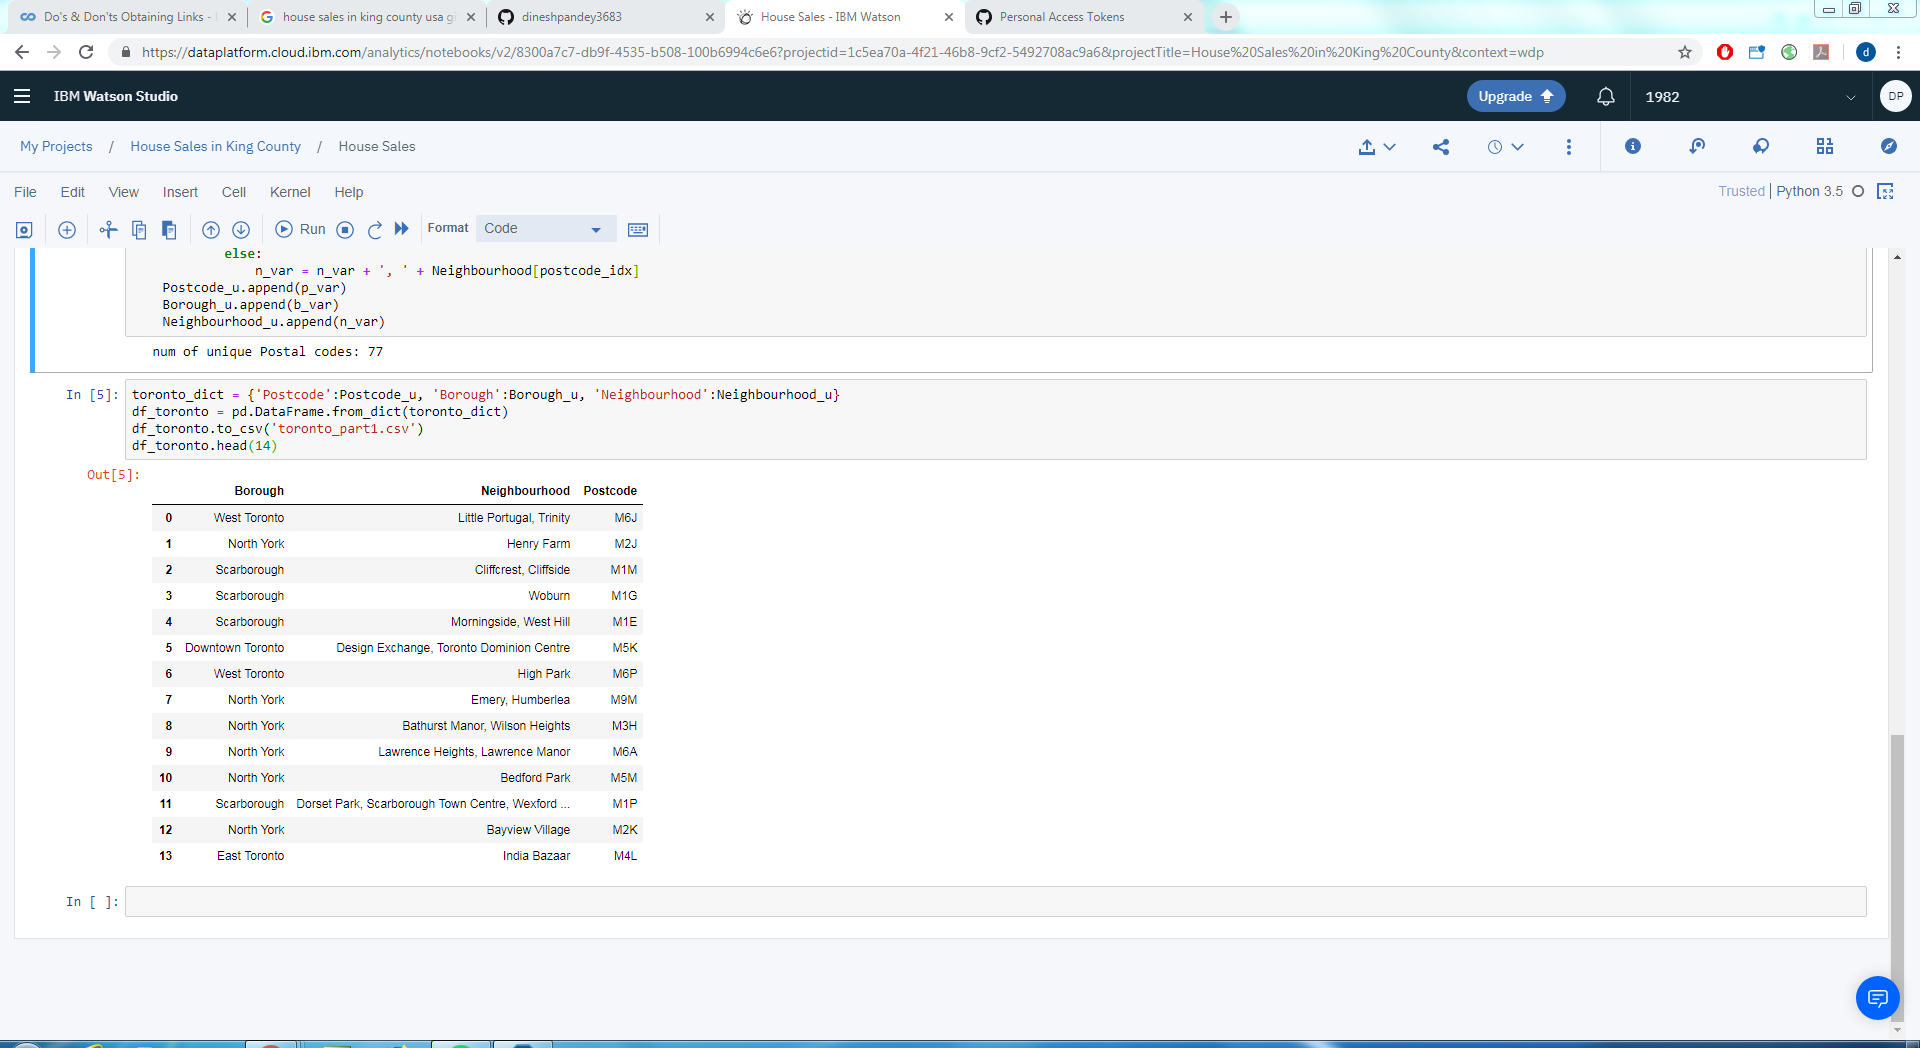 Do's & Don'ts Obtaining Links -
house sales in king county usa gi
dineshpandey3683
House Sales - IBM Watson
Personal Access Tokens
https://dataplatform.cloud.ibm.com/analytics/notebooks/v2/8300a7c7-db9f-4535-b508-100b6994c6e6?projectid=1c5ea70a-4f21-46b8-9cf2-5492708ac9a6&projectTitle=House%20Sales%20in%20King%20County&context=wdp
d
IBM Watson Studio
Upgrade
1982
DP
My Projects / House Sales in King County / House Sales
File Edit View Insert Cell Kernel Help
Trusted | Python 3.5
Run
Format
Code
else:
n_var = n_var + ', ' + Neighbourhood[postcode_idx]
Postcode_u.append(p_var)
Borough_u.append(b_var)
Neighbourhood_u.append(n_var)
num of unique Postal codes: 77
In [5]: toronto_dict = {'Postcode':Postcode_u, 'Borough':Borough_u, 'Neighbourhood':Neighbourhood_u}
df_toronto = pd.DataFrame.from_dict(toronto_dict)
df_toronto.to_csv('toronto_part1.csv')
df_toronto.head(14)
Out[5]:
Borough Neighbourhood Postcode
0 West Toronto Little Portugal, Trinity M6J
1 North York Henry Farm M2J
2 Scarborough Cliffcrest, Cliffside M1M
3 Scarborough Woburn M1G
4 Scarborough Morningside, West Hill M1E
5 Downtown Toronto Design Exchange, Toronto Dominion Centre M5K
6 West Toronto High Park M6P
7 North York Emery, Humberlea M9M
8 North York Bathurst Manor, Wilson Heights M3H
9 North York Lawrence Heights, Lawrence Manor M6A
10 North York Bedford Park M5M
11 Scarborough Dorset Park, Scarborough Town Centre, Wexford ... M1P
12 North York Bayview Village M2K
13 East Toronto India Bazaar M4L
In [ ]: